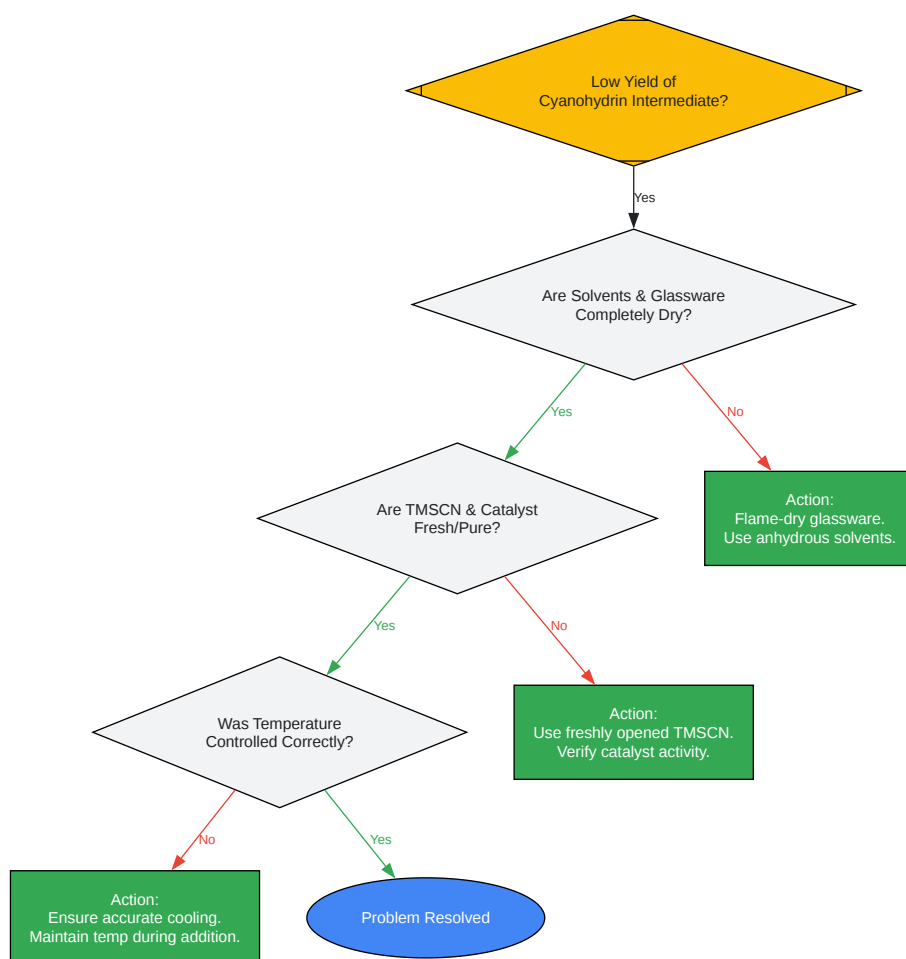 Low Yield of
Cyanohydrin Intermediate?
Yes
Are Solvents & Glassware
Completely Dry?
Yes
No
Are TMSCN & Catalyst
Fresh/Pure?
Action:
Flame-dry glassware.
Use anhydrous solvents.
Yes
No
Was Temperature
Controlled Correctly?
Action:
Use freshly opened TMSCN.
Verify catalyst activity.
No
Yes
Action:
Ensure accurate cooling.
Maintain temp during addition.
Problem Resolved